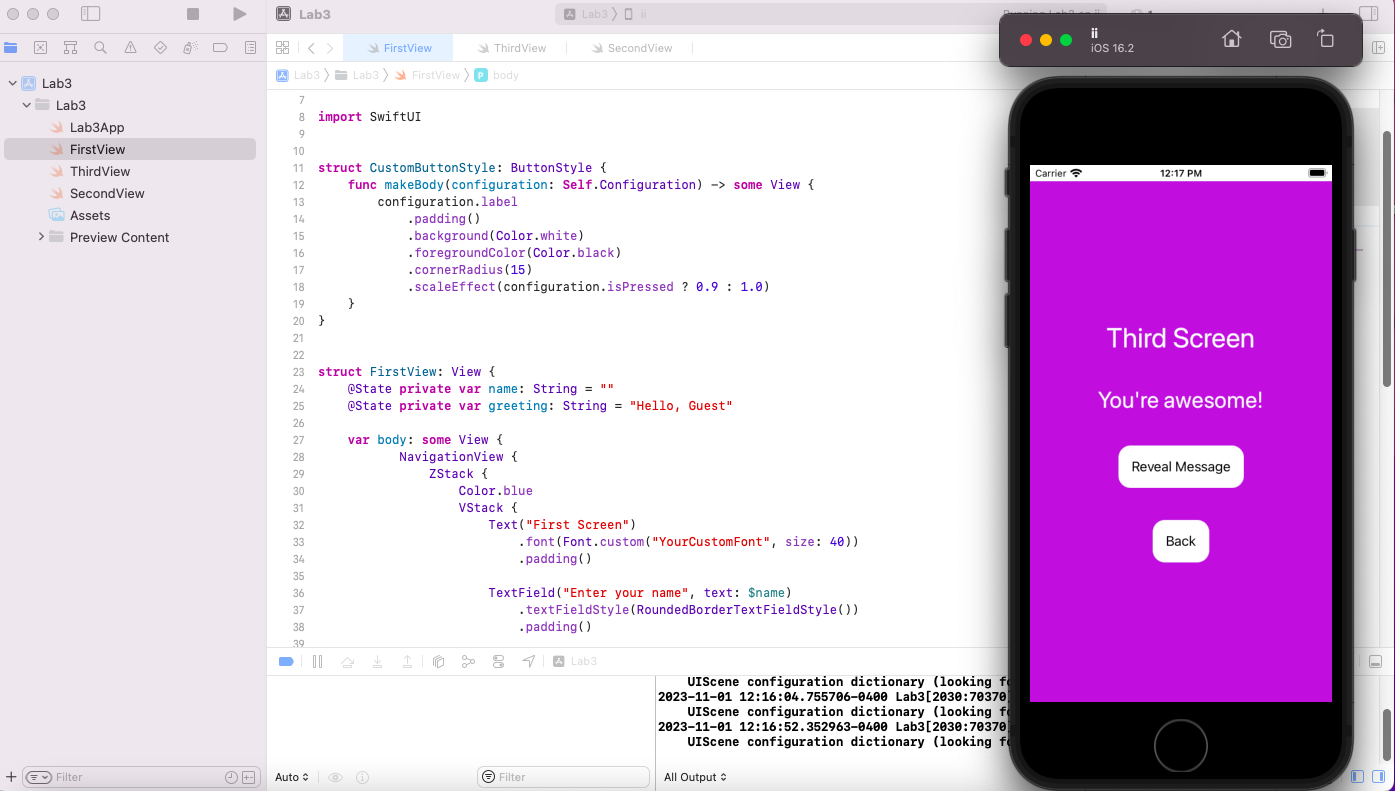 Lab3
Lab3 〉 ii
ii
iOS 16.2
FirstView
ThirdView
SecondView
Lab3 〉 Lab3 〉 FirstView 〉 P body
Lab3
Lab3
Lab3App
FirstView
ThirdView
SecondView
Assets
Preview Content
7
8 import SwiftUI
9
10
11 struct CustomButtonStyle: ButtonStyle {
12 func makeBody(configuration: Self.Configuration) -> some View {
13 configuration.label
14 .padding()
15 .background(Color.white)
16 .foregroundColor(Color.black)
17 .cornerRadius(15)
18 .scaleEffect(configuration.isPressed ? 0.9 : 1.0)
19 }
20 }
21
22
23 struct FirstView: View {
24 @State private var name: String = ""
25 @State private var greeting: String = "Hello, Guest"
26
27 var body: some View {
28 NavigationView {
29 ZStack {
30 Color.blue
31 VStack {
32 Text("First Screen")
33 .font(Font.custom("YourCustomFont", size: 40))
34 .padding()
35
36 TextField("Enter your name", text: $name)
37 .textFieldStyle(RoundedBorderTextFieldStyle())
38 .padding()
39
Lab3
UIScene configuration dictionary (looking fo
2023-11-01 12:16:04.755706-0400 Lab3[2030:70370]
UIScene configuration dictionary (looking fo
2023-11-01 12:16:52.352963-0400 Lab3[2030:70370]
UIScene configuration dictionary (looking fo
Filter
Auto
Filter
All Output
Carrier
12:17 PM
Third Screen
You're awesome!
Reveal Message
Back